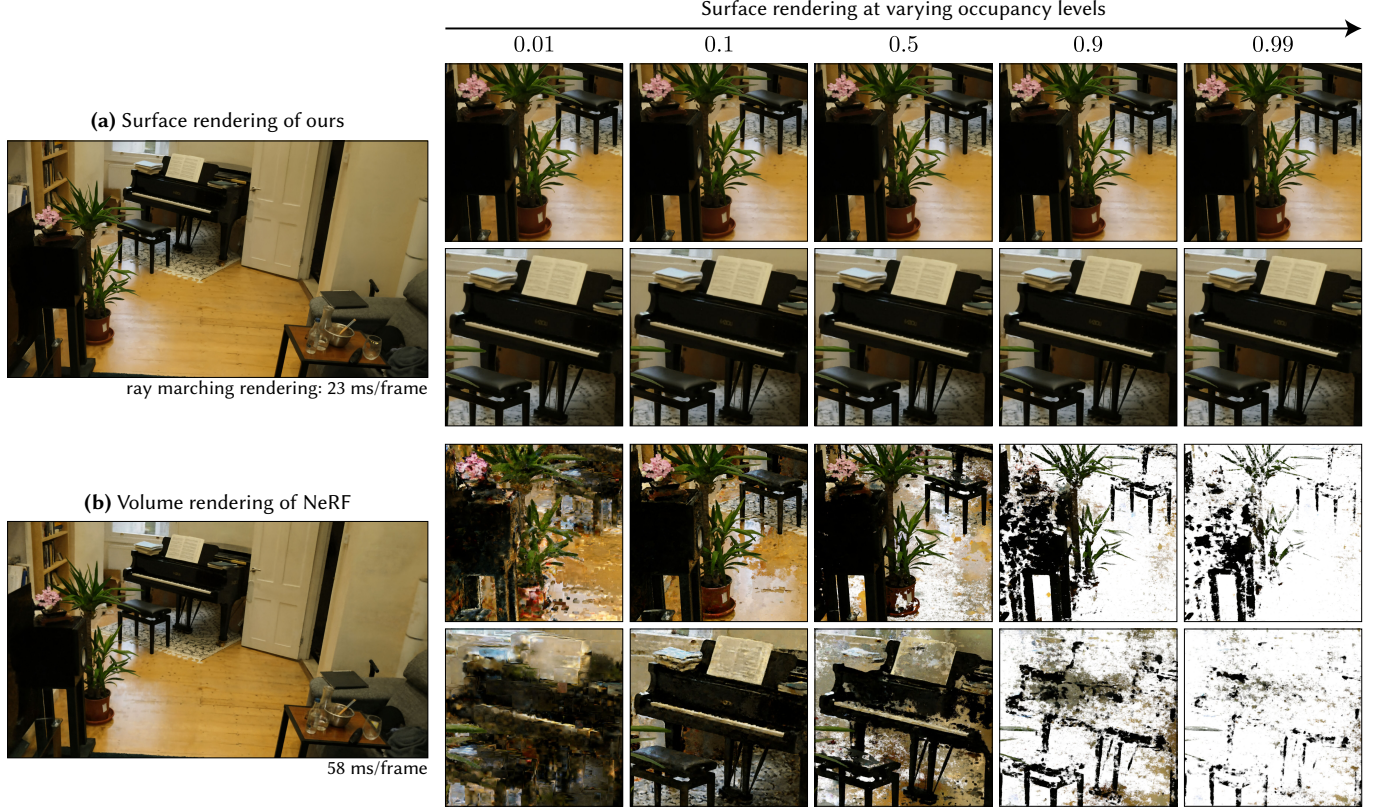 Surface rendering at varying occupancy levels
0.01 0.1 0.5 0.9 0.99
(a) Surface rendering of ours
ray marching rendering: 23 ms/frame
(b) Volume rendering of NeRF
58 ms/frame